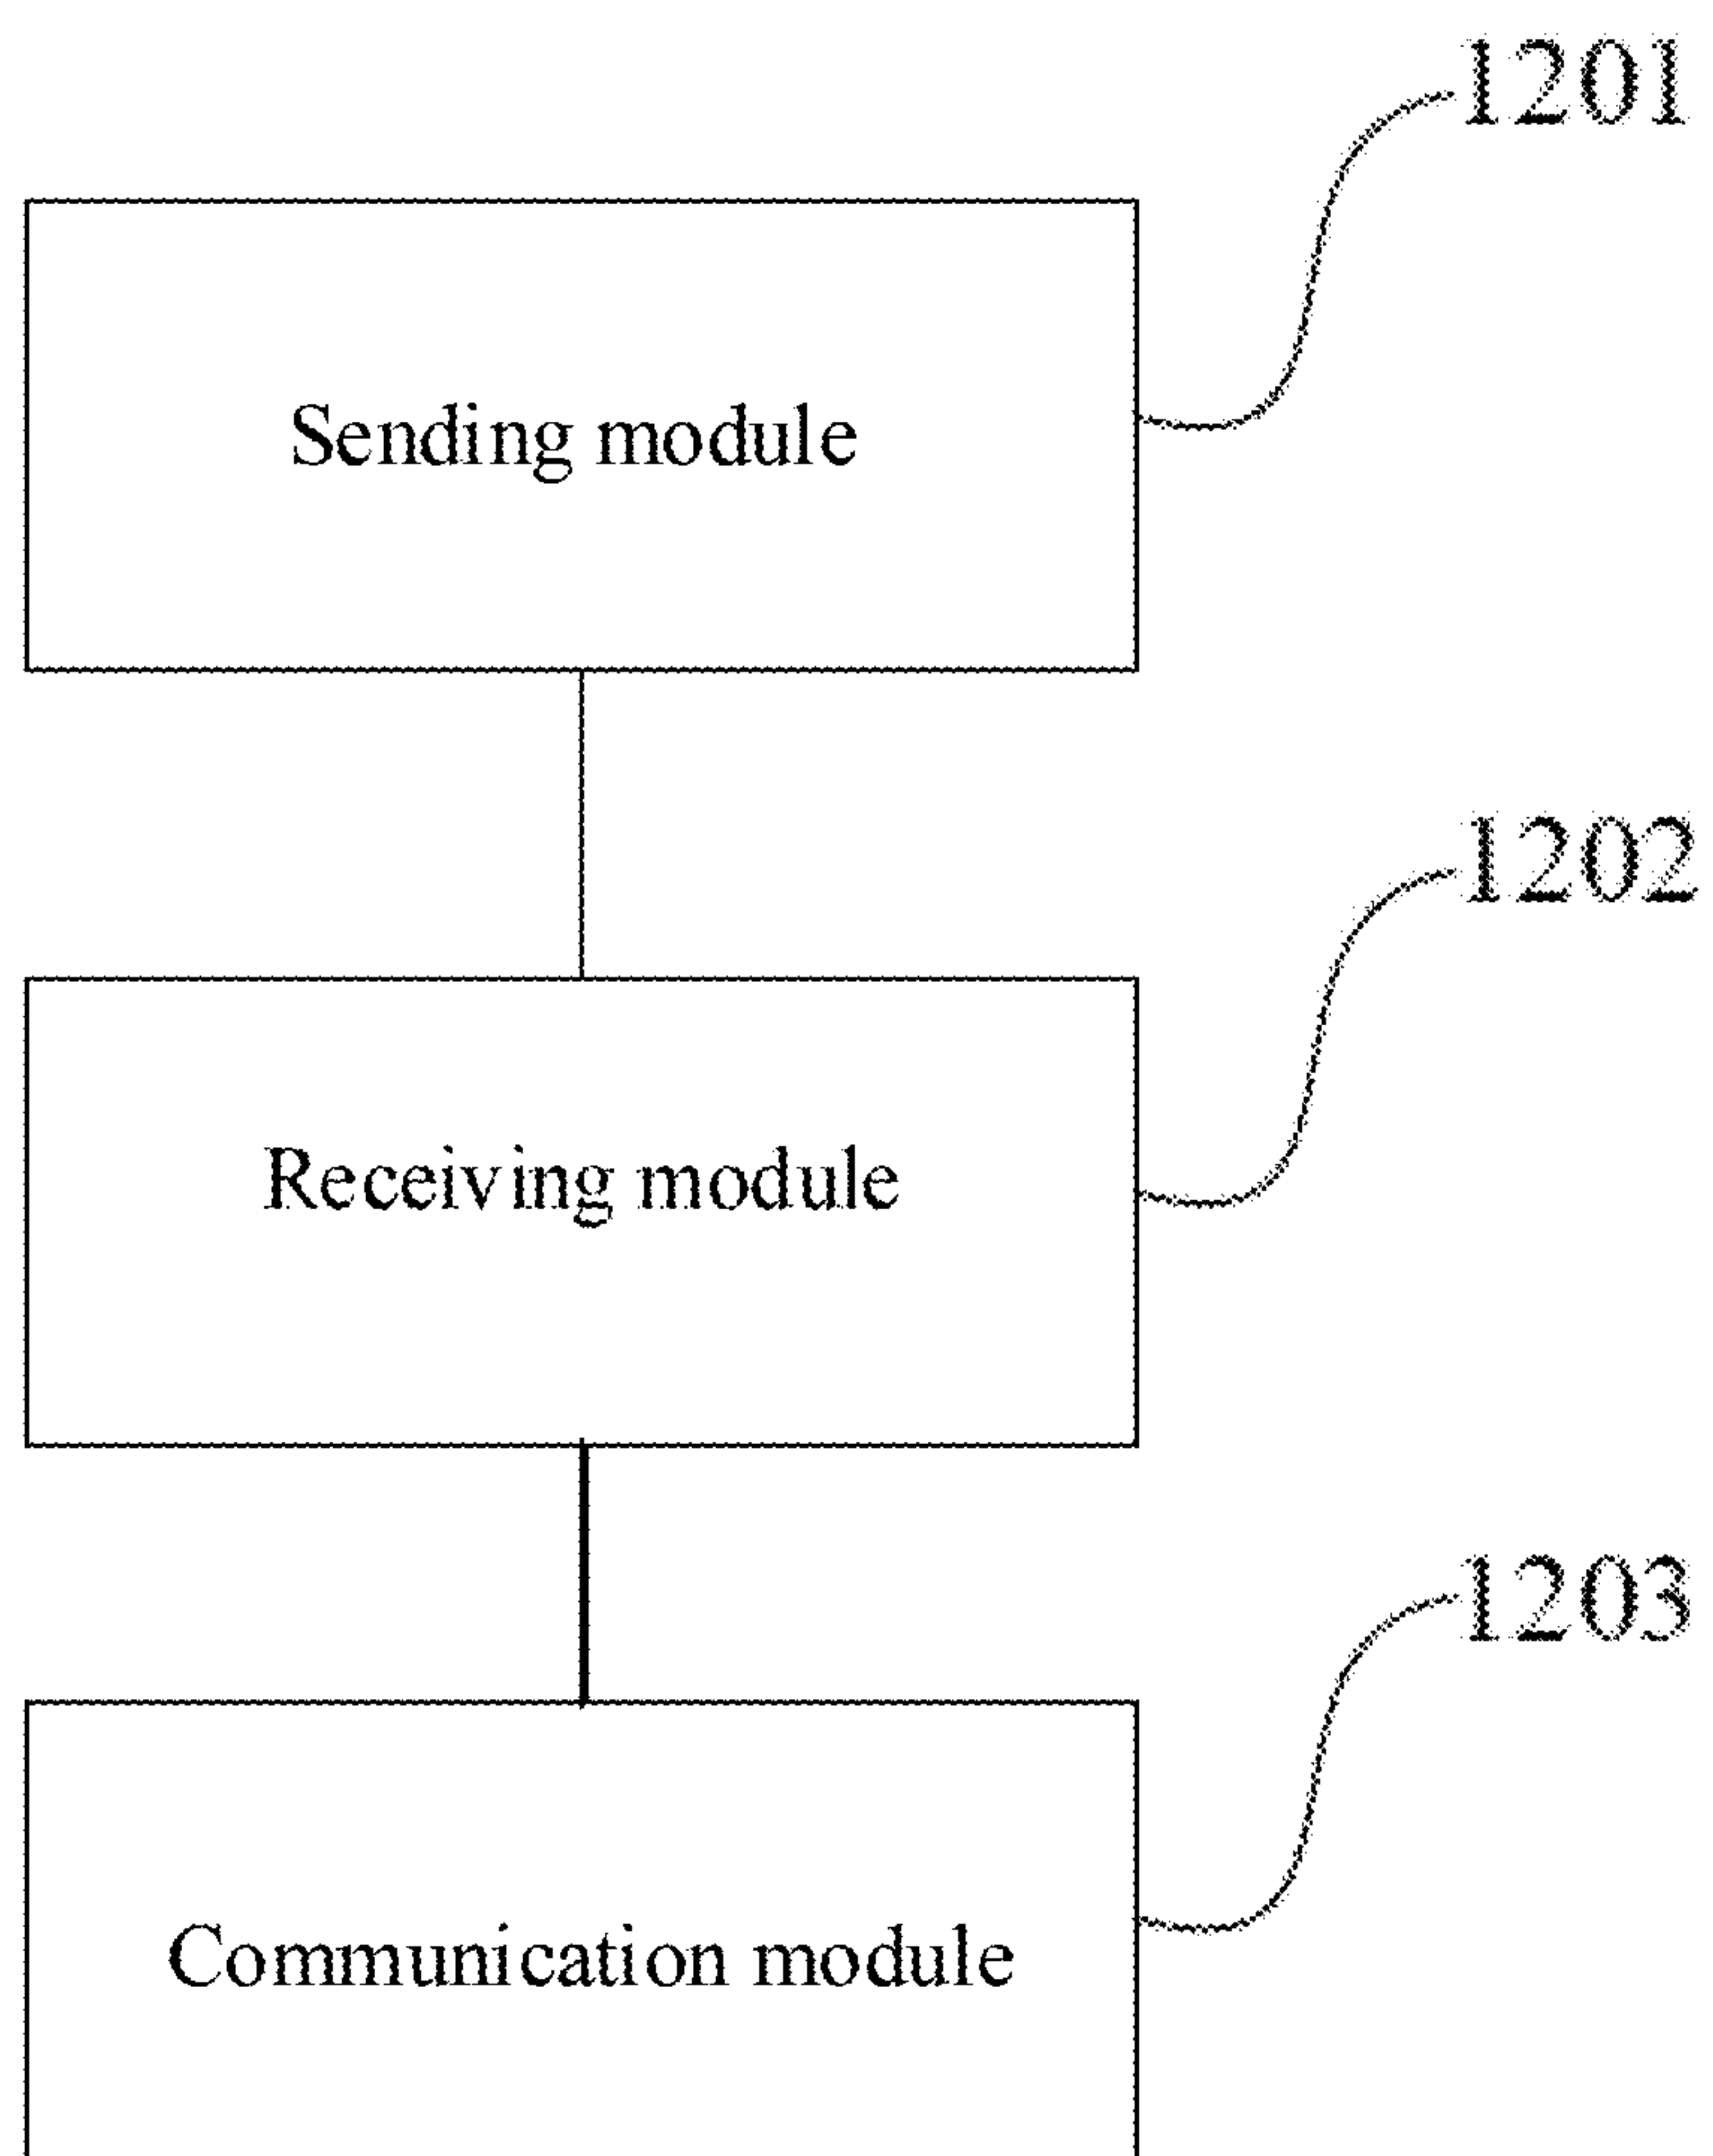 1201
Sending module
1202
Receiving module
1203
Communication module